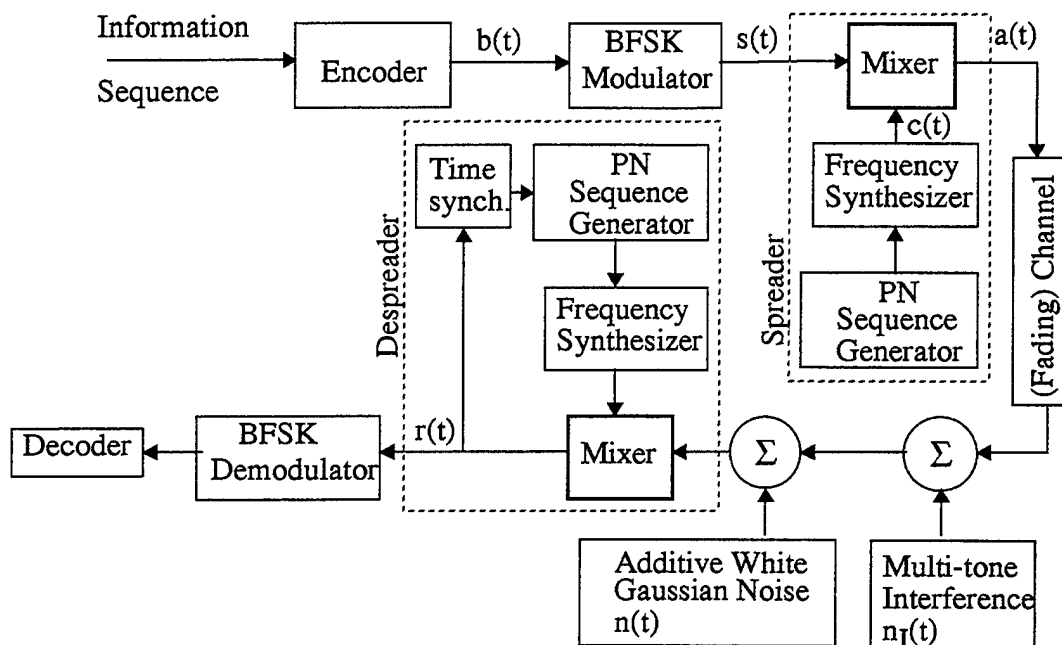 Information
Sequence
Encoder
b(t)
BFSK
Modulator
s(t)
Mixer
a(t)
c(t)
Frequency
Synthesizer
PN
Sequence
Generator
Spreader
(Fading) Channel
Time
synch.
PN
Sequence
Generator
Frequency
Synthesizer
Despreader
Decoder
BFSK
Demodulator
r(t)
Mixer
Σ
Σ
Additive White
Gaussian Noise
n(t)
Multi-tone
Interference
n_I(t)